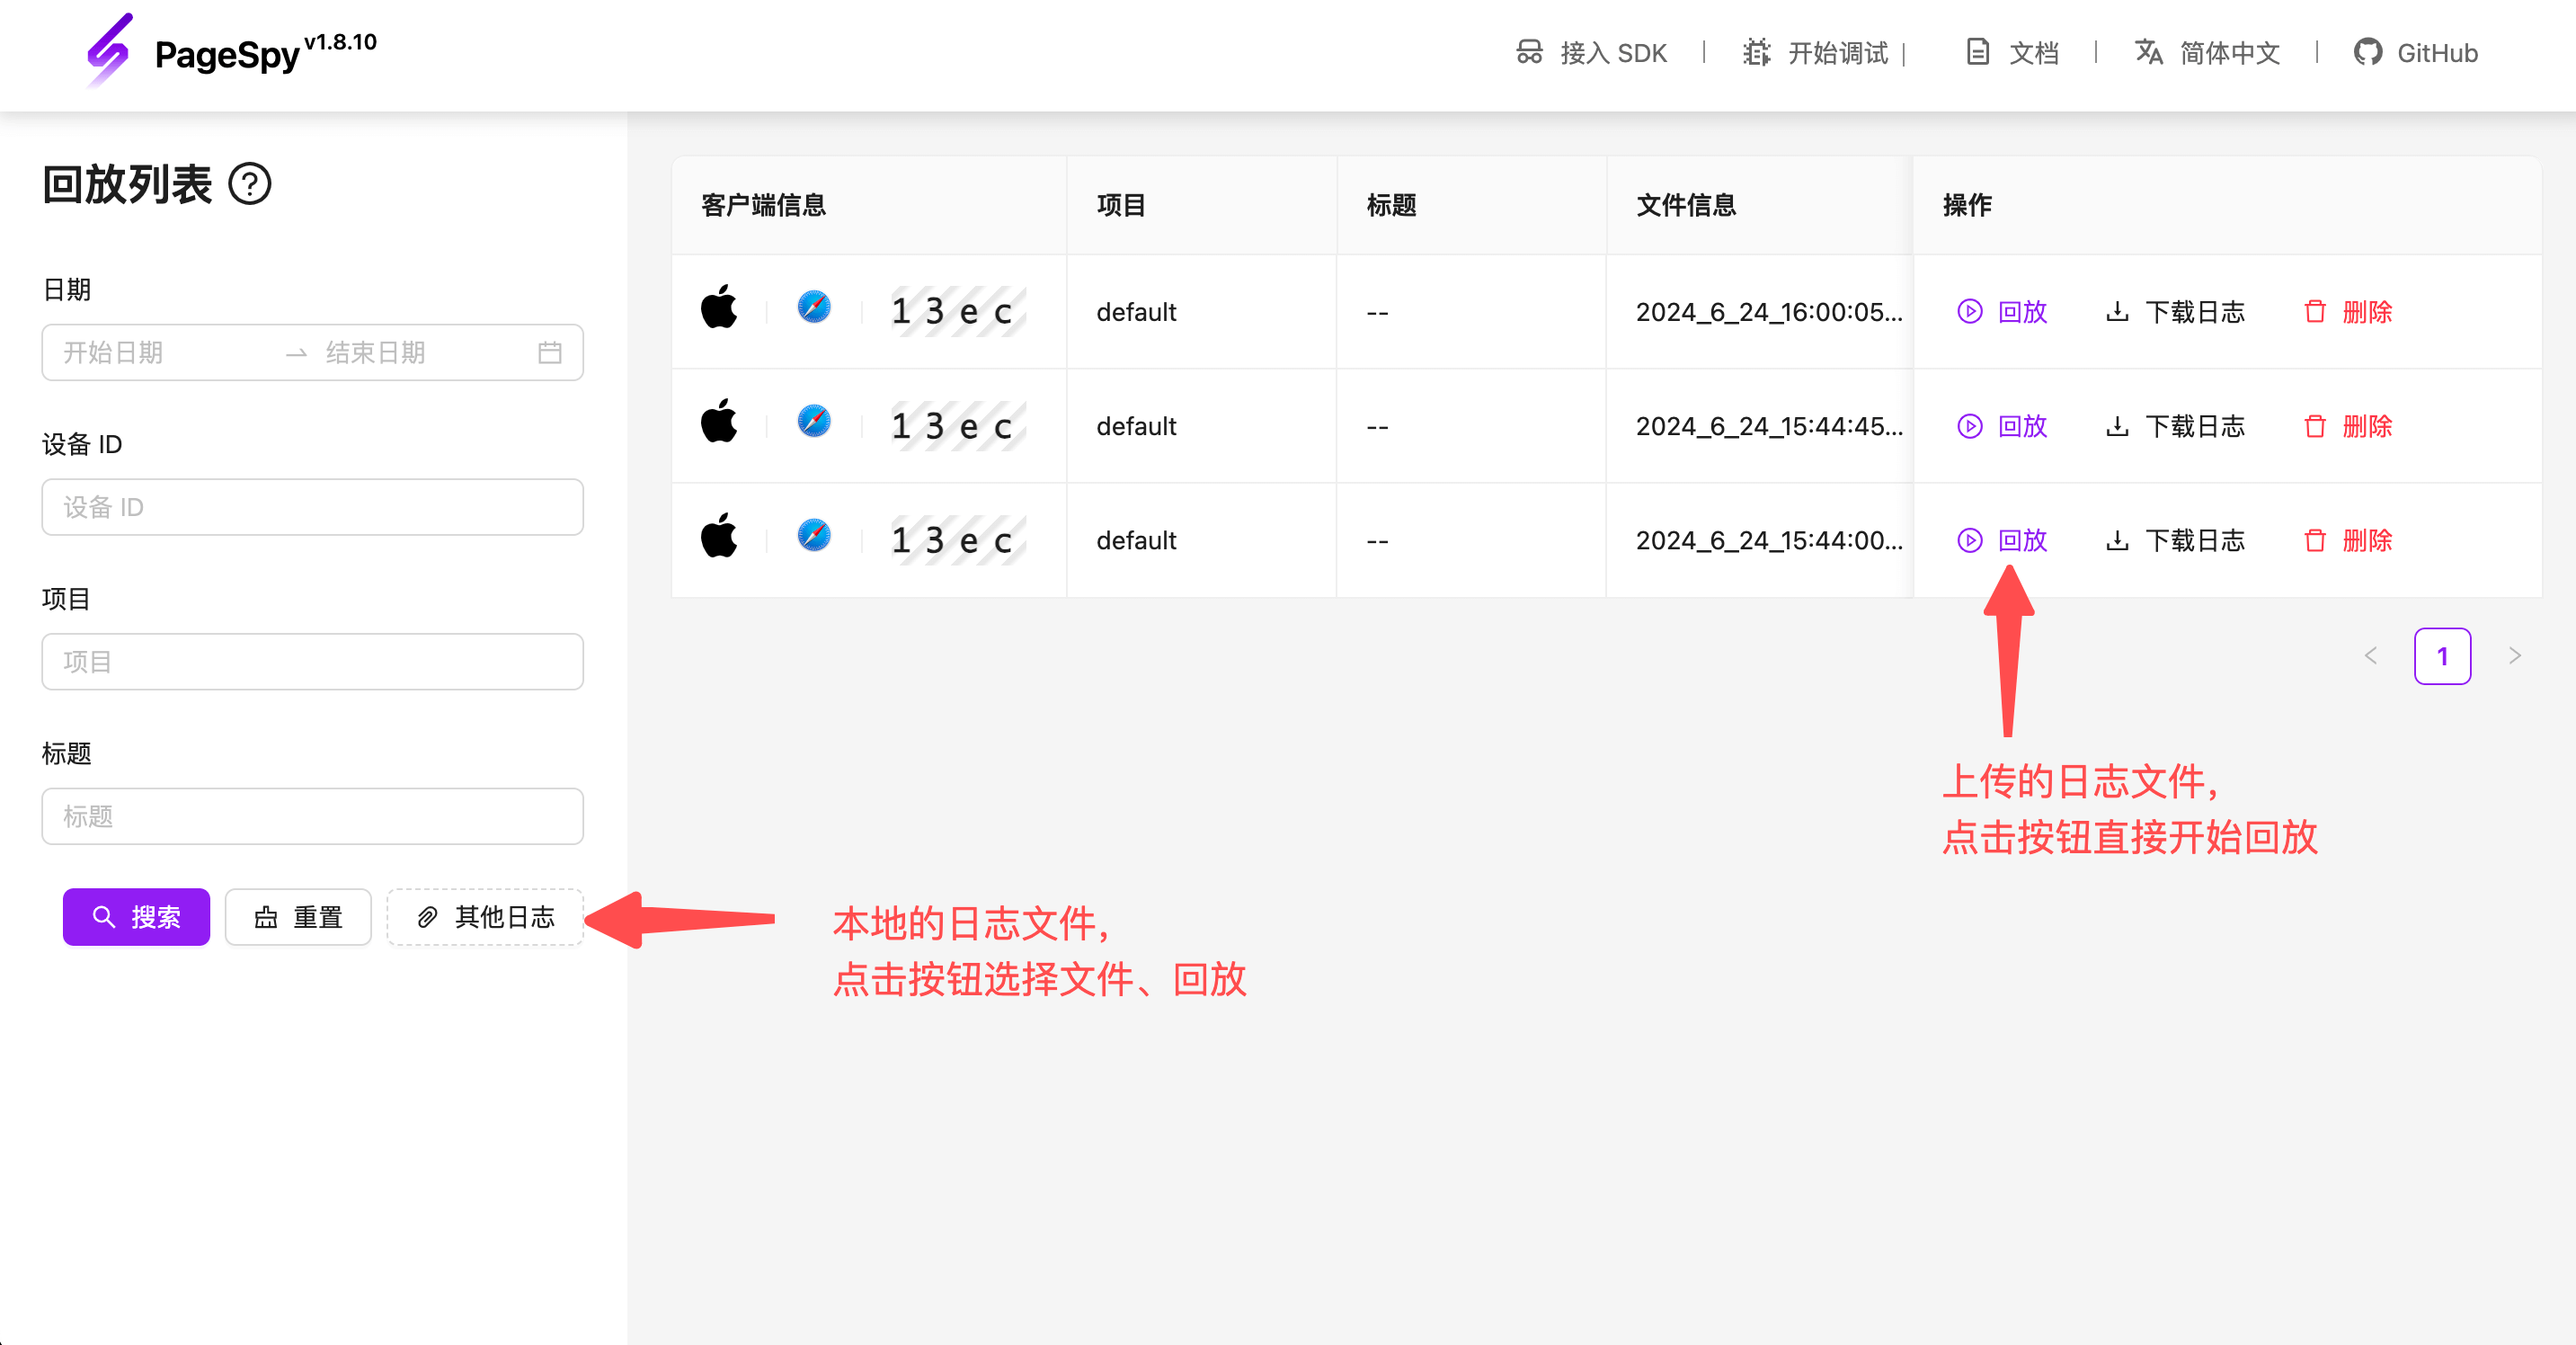 PageSpy v1.8.10
接入 SDK | 开始调试 | 文档 | 简体中文 | GitHub
回放列表 ?
日期
开始日期 → 结束日期
设备 ID
设备 ID
项目
项目
标题
标题
搜索 重置 其他日志
客户端信息 项目 标题 文件信息 操作
13ec default -- 2024_6_24_16:00:05... 回放 下载日志 删除
13ec default -- 2024_6_24_15:44:45... 回放 下载日志 删除
13ec default -- 2024_6_24_15:44:00... 回放 下载日志 删除
< 1 >
上传的日志文件，
点击按钮直接开始回放
本地的日志文件，
点击按钮选择文件、回放